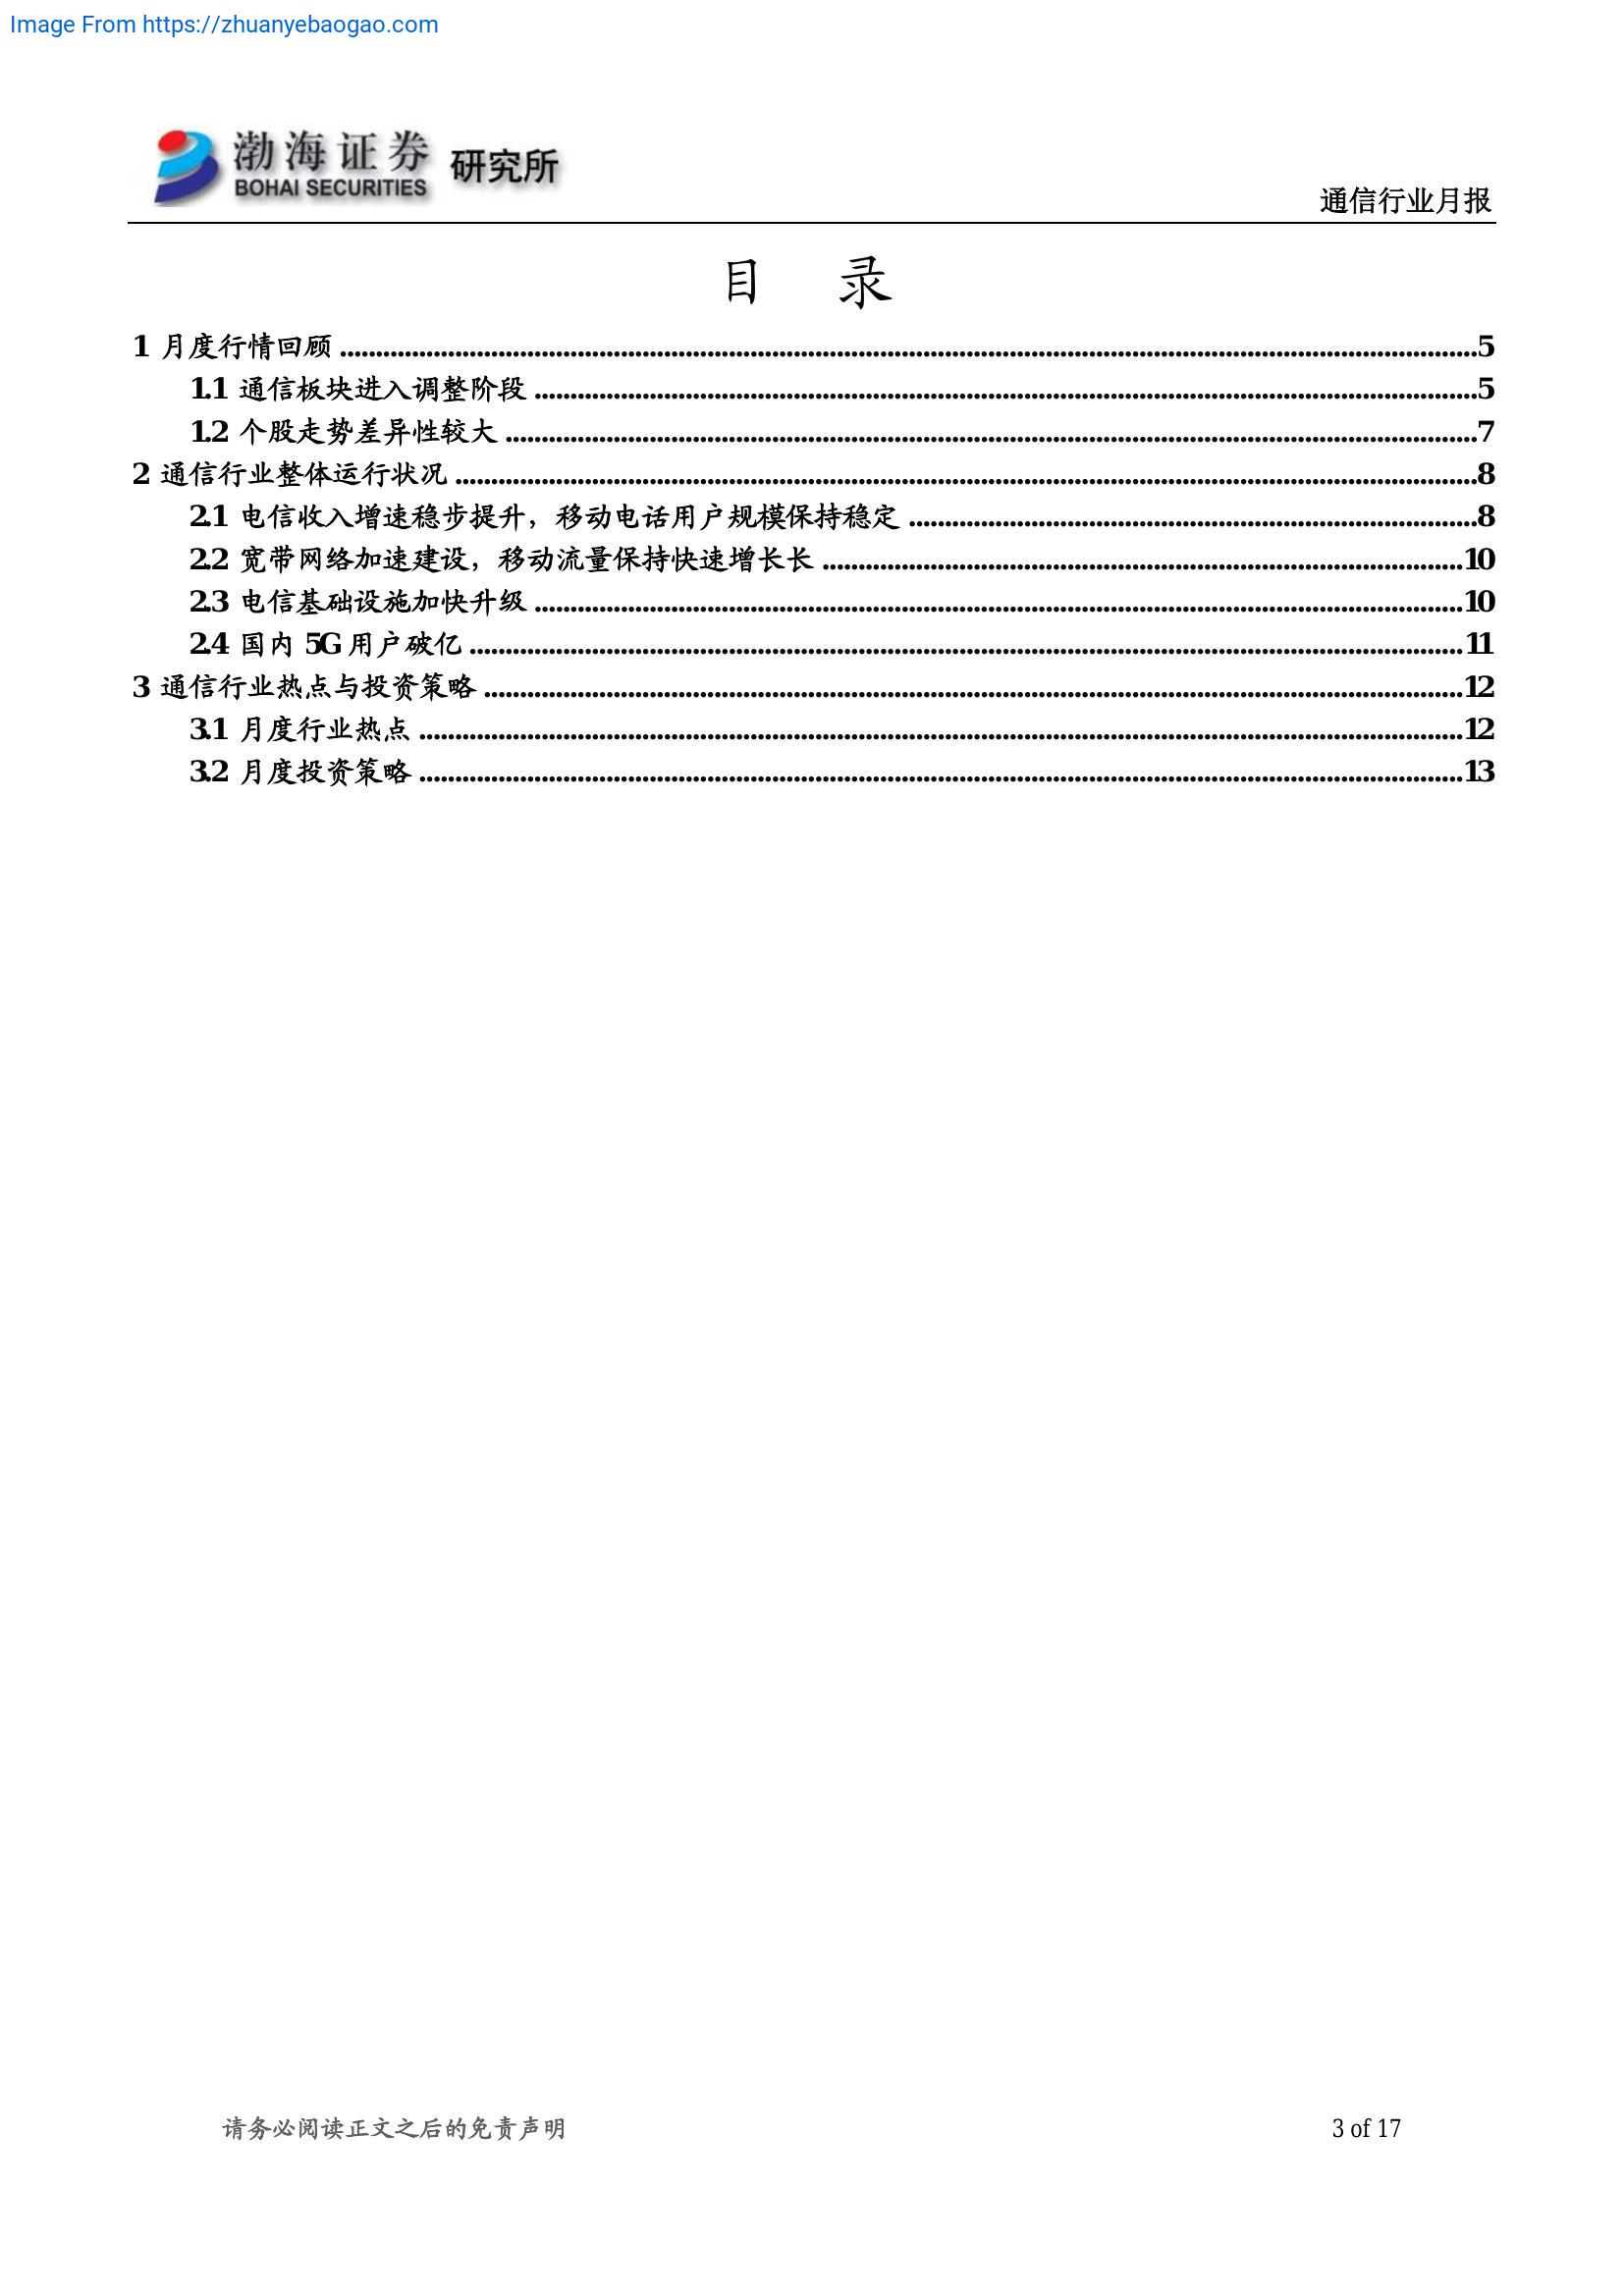 Image From https://zhuanyebaogao.com
渤海证券 研究所
BOHAI SECURITIES
通信行业月报
目 录
1 月度行情回顾 ........ 5
1.1 通信板块进入调整阶段 ........ 5
1.2 个股走势差异性较大 ........ 7
2 通信行业整体运行状况 ........ 8
2.1 电信收入增速稳步提升，移动电话用户规模保持稳定 ........ 8
2.2 宽带网络加速建设，移动流量保持快速增长长 ........ 10
2.3 电信基础设施加快升级 ........ 10
2.4 国内 5G 用户破亿 ........ 11
3 通信行业热点与投资策略 ........ 12
3.1 月度行业热点 ........ 12
3.2 月度投资策略 ........ 13
请务必阅读正文之后的免责声明 3 of 17